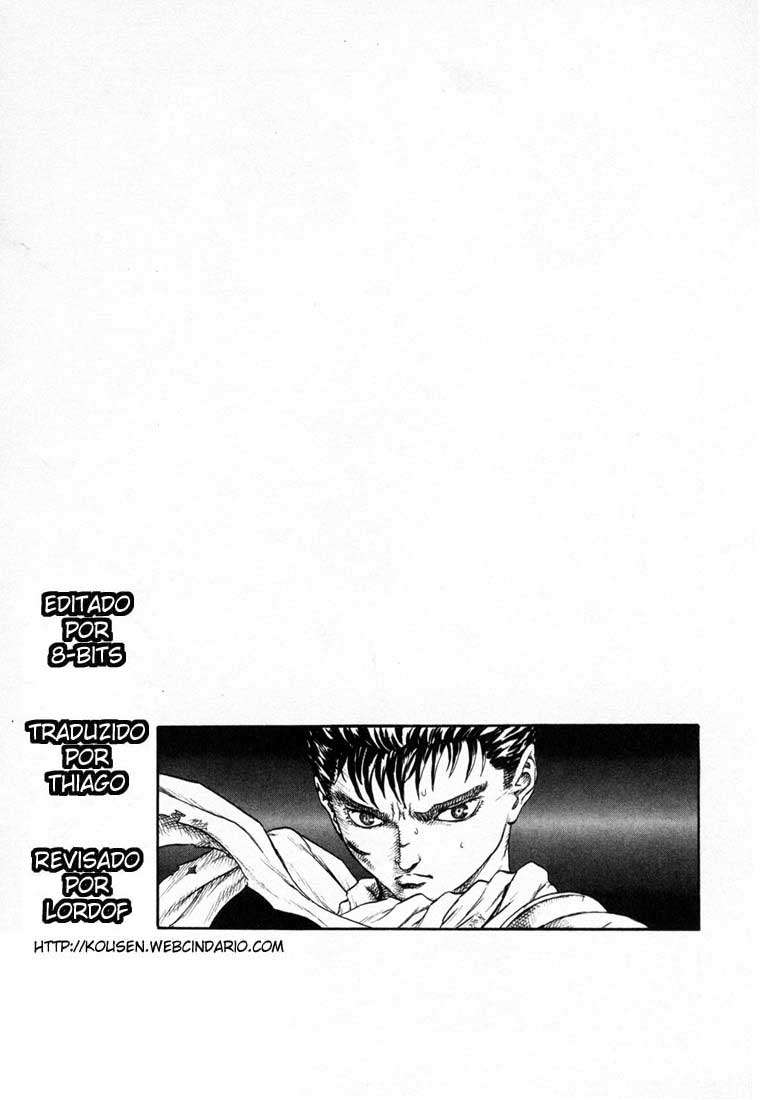 EDITADO
POR
8-BITS
TRADUZIDO
POR
THIAGO
REVISADO
POR
LORDOF
HTTP://KOUSEN.WEBCINDARIO.COM